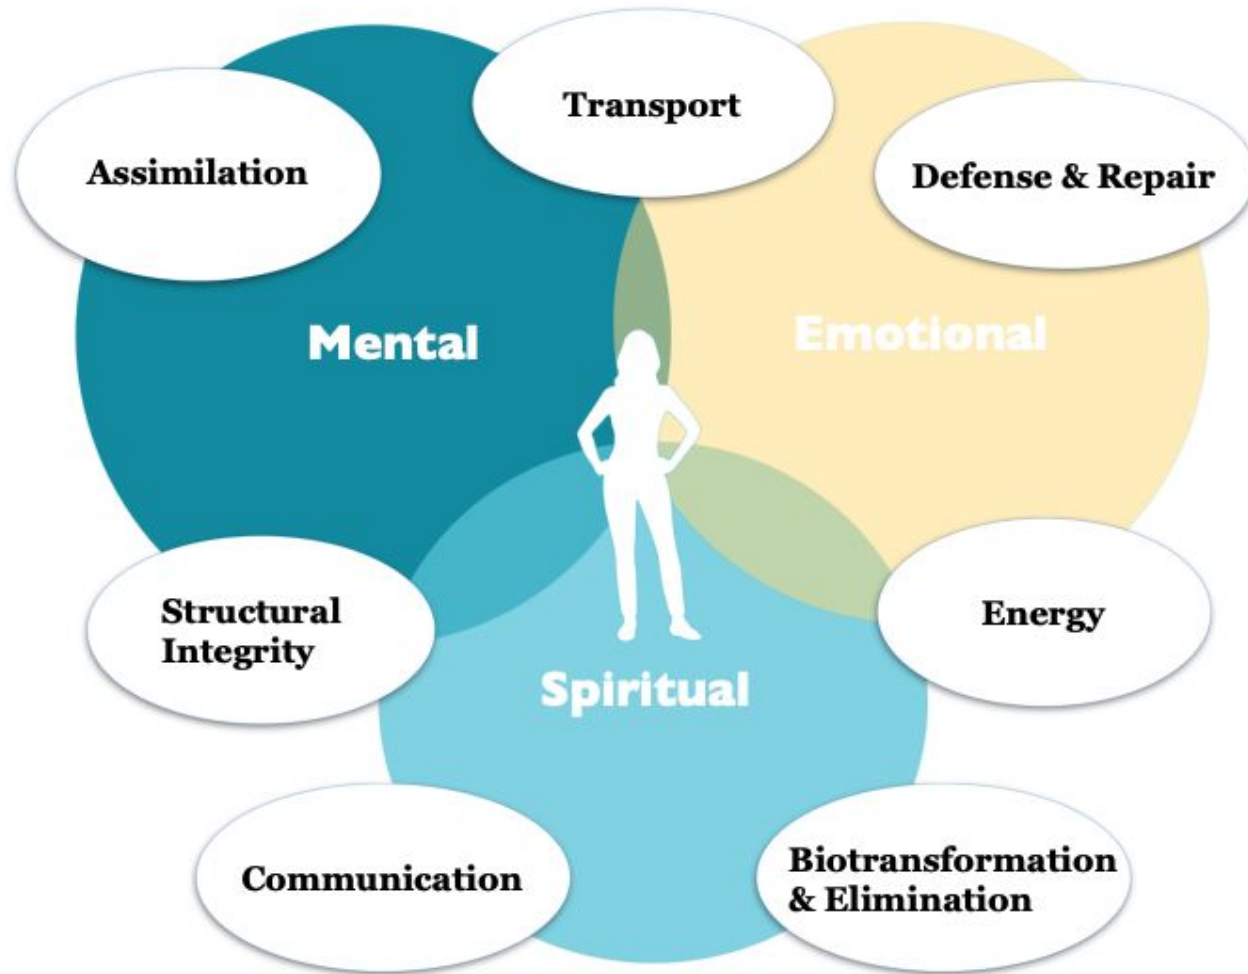 Transport
Assimilation
Defense & Repair
Mental
Emotional
Structural
Integrity
Energy
Spiritual
Communication
Biotransformation
& Elimination